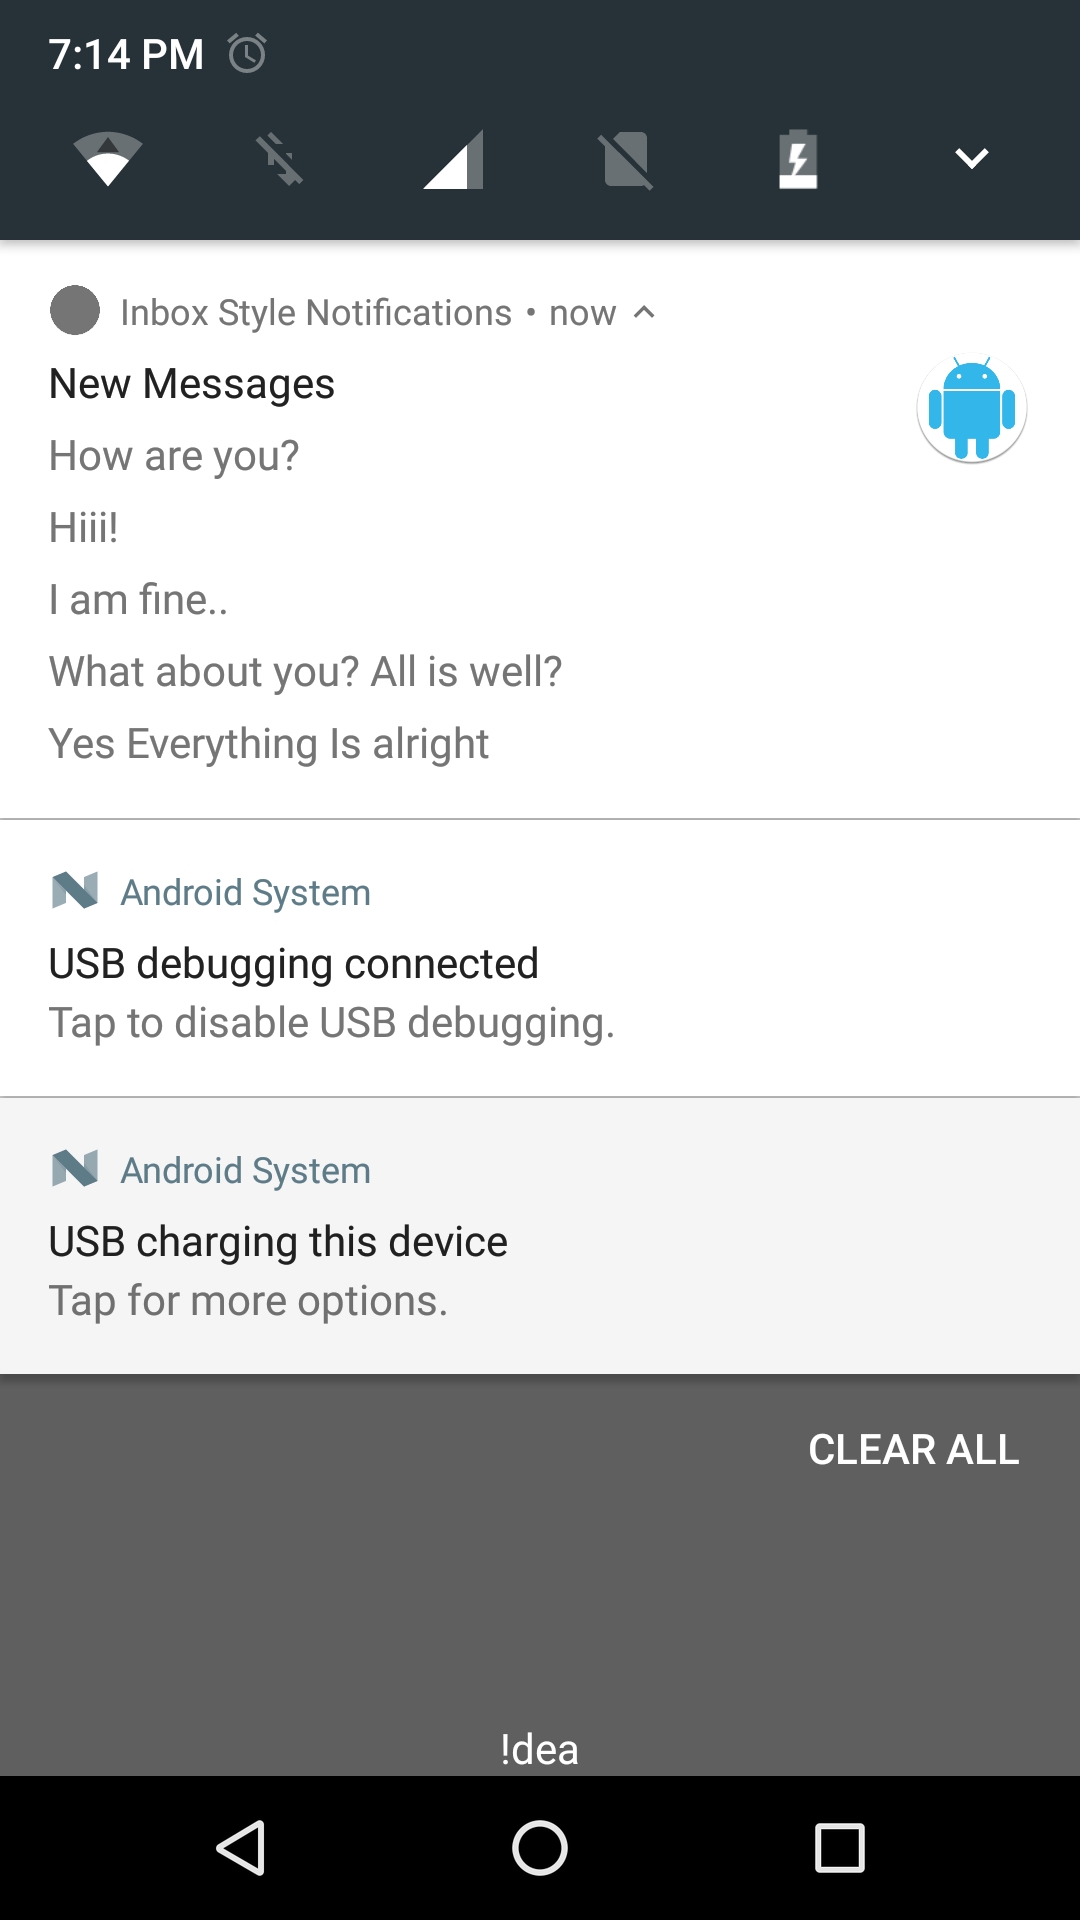 7:14 PM
Inbox Style Notifications • now
New Messages
How are you?
Hiii!
I am fine..
What about you? All is well?
Yes Everything Is alright
Android System
USB debugging connected
Tap to disable USB debugging.
Android System
USB charging this device
Tap for more options.
CLEAR ALL
!dea